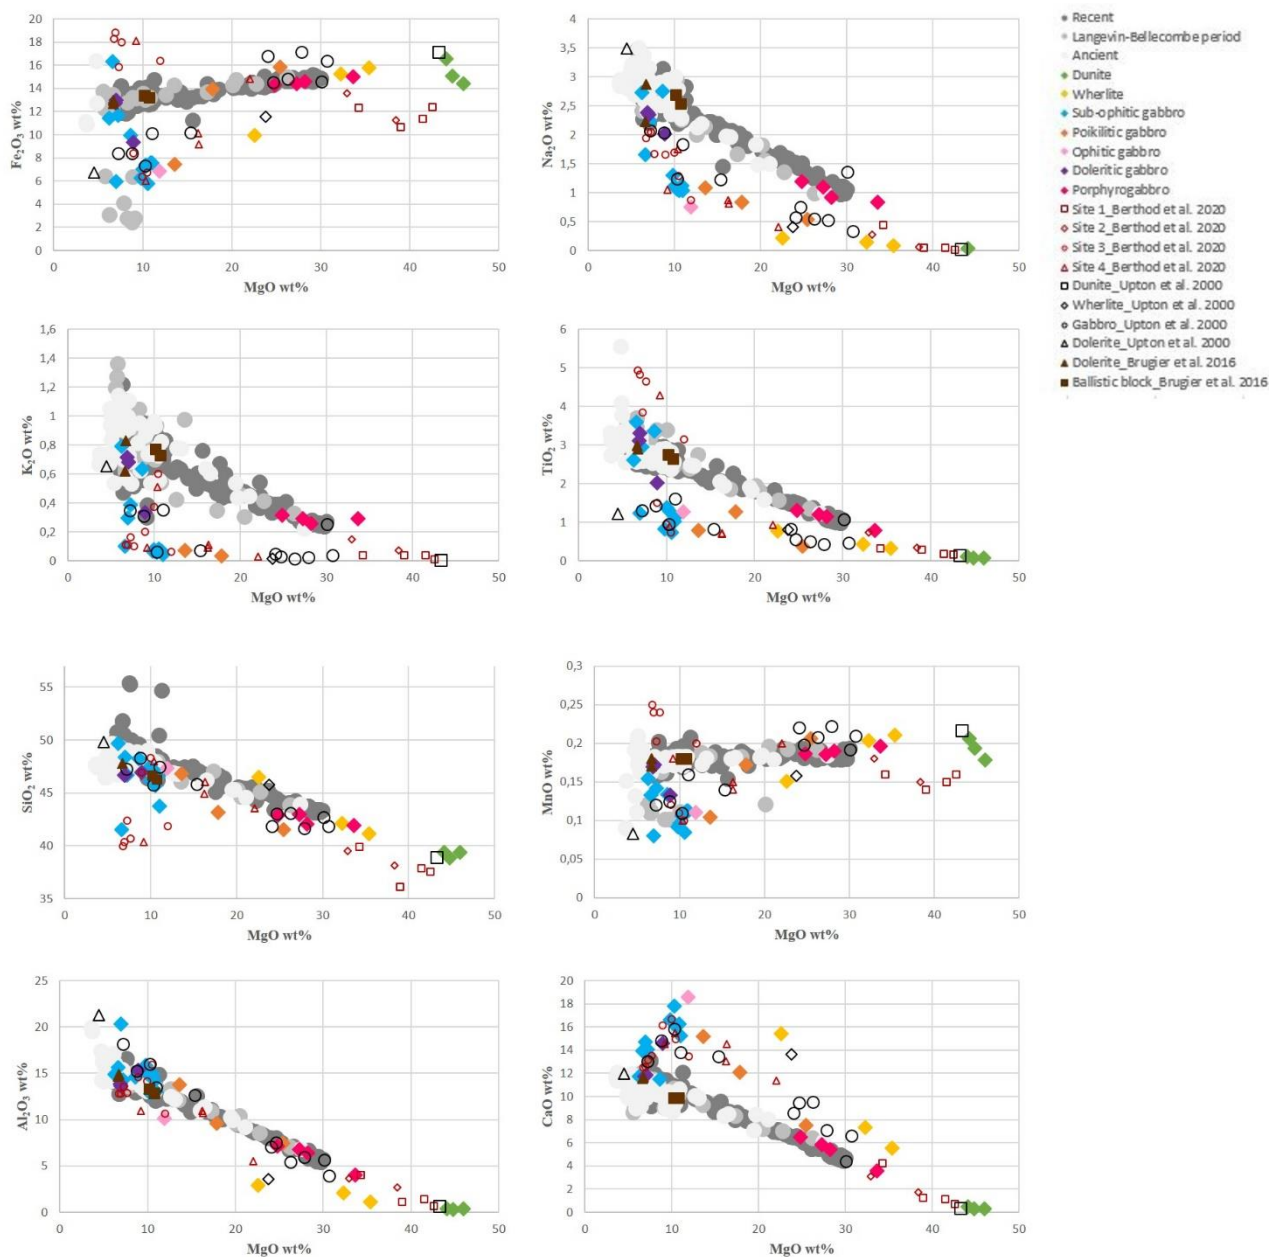 Fe₂O₃ wt%
20
18
16
14
12
10
8
6
4
2
0
0 10 20 30 40 50
MgO wt%
Na₂O wt%
4
3,5
3
2,5
2
1,5
1
0,5
0
0 10 20 30 40 50
MgO wt%
Recent
Langevin-Bellecombe period
Ancient
Dunite
Wherlite
Sub-ophitic gabbro
Poikilitic gabbro
Ophitic gabbro
Doleritic gabbro
Porphyrogabbro
Site 1_Berthod et al. 2020
Site 2_Berthod et al. 2020
Site 3_Berthod et al. 2020
Site 4_Berthod et al. 2020
Dunite_Upton et al. 2000
Wherlite_Upton et al. 2000
Gabbro_Upton et al. 2000
Dolerite_Upton et al. 2000
Dolerite_Brugier et al. 2016
Ballistic block_Brugier et al. 2016
K₂O wt%
1,6
1,4
1,2
1
0,8
0,6
0,4
0,2
0
0 10 20 30 40 50
MgO wt%
TiO₂ wt%
6
5
4
3
2
1
0
0 10 20 30 40 50
MgO wt%
SiO₂ wt%
55
50
45
40
35
0 10 20 30 40 50
MgO wt%
MnO wt%
0,3
0,25
0,2
0,15
0,1
0,05
0
0 10 20 30 40 50
MgO wt%
Al₂O₃ wt%
25
20
15
10
5
0
0 10 20 30 40 50
MgO wt%
CaO wt%
20
18
16
14
12
10
8
6
4
2
0
0 10 20 30 40 50
MgO wt%